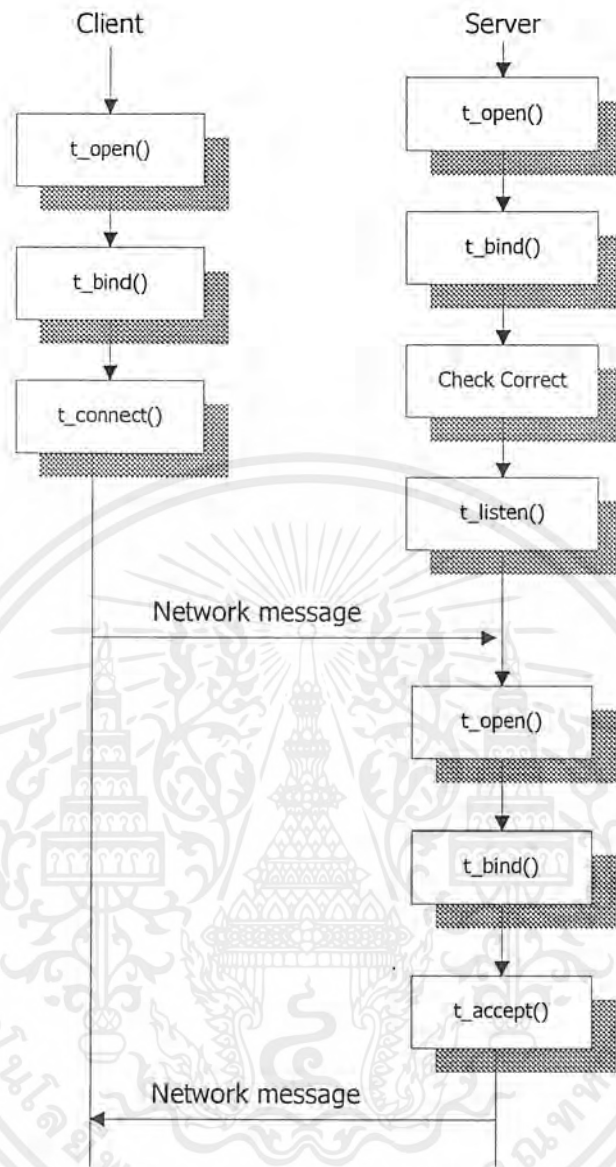 Client
Server
t_open()
t_open()
t_bind()
t_bind()
t_connect()
Check Correct
t_listen()
Network message
t_open()
t_bind()
t_accept()
Network message